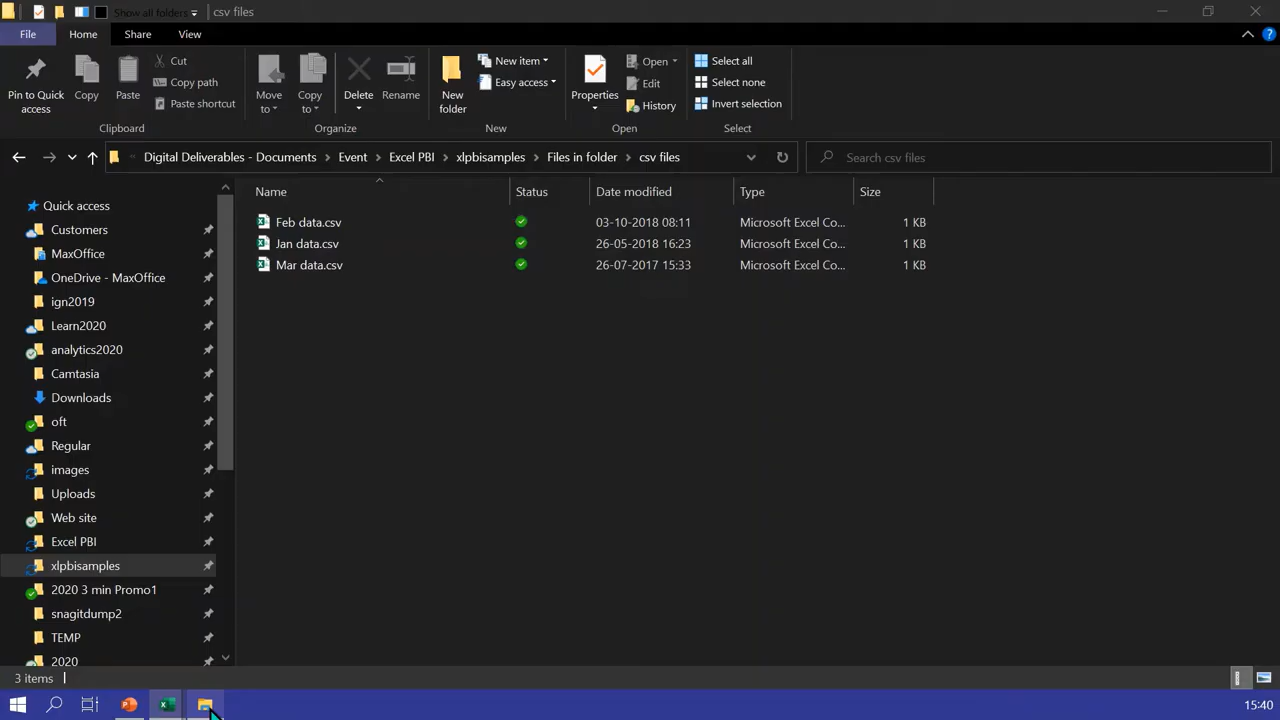 Show all folders csv files
File Home Share View
Pin to Quick access
Copy
Paste
Cut
Copy path
Paste shortcut
Clipboard
Move to
Copy to
Delete
Rename
Organize
New folder
New item
Easy access
New
Properties
Open
Edit
History
Open
Select all
Select none
Invert selection
Select
Digital Deliverables - Documents Event Excel PBI xlpbisamples Files in folder csv files
Search csv files
Name Status Date modified Type Size
Feb data.csv 03-10-2018 08:11 Microsoft Excel Co... 1 KB
Jan data.csv 26-05-2018 16:23 Microsoft Excel Co... 1 KB
Mar data.csv 26-07-2017 15:33 Microsoft Excel Co... 1 KB
Quick access
Customers
MaxOffice
OneDrive - MaxOffice
ign2019
Learn2020
analytics2020
Camtasia
Downloads
oft
Regular
images
Uploads
Web site
Excel PBI
xlpbisamples
2020 3 min Promo1
snagitdump2
TEMP
2020
3 items
15:40